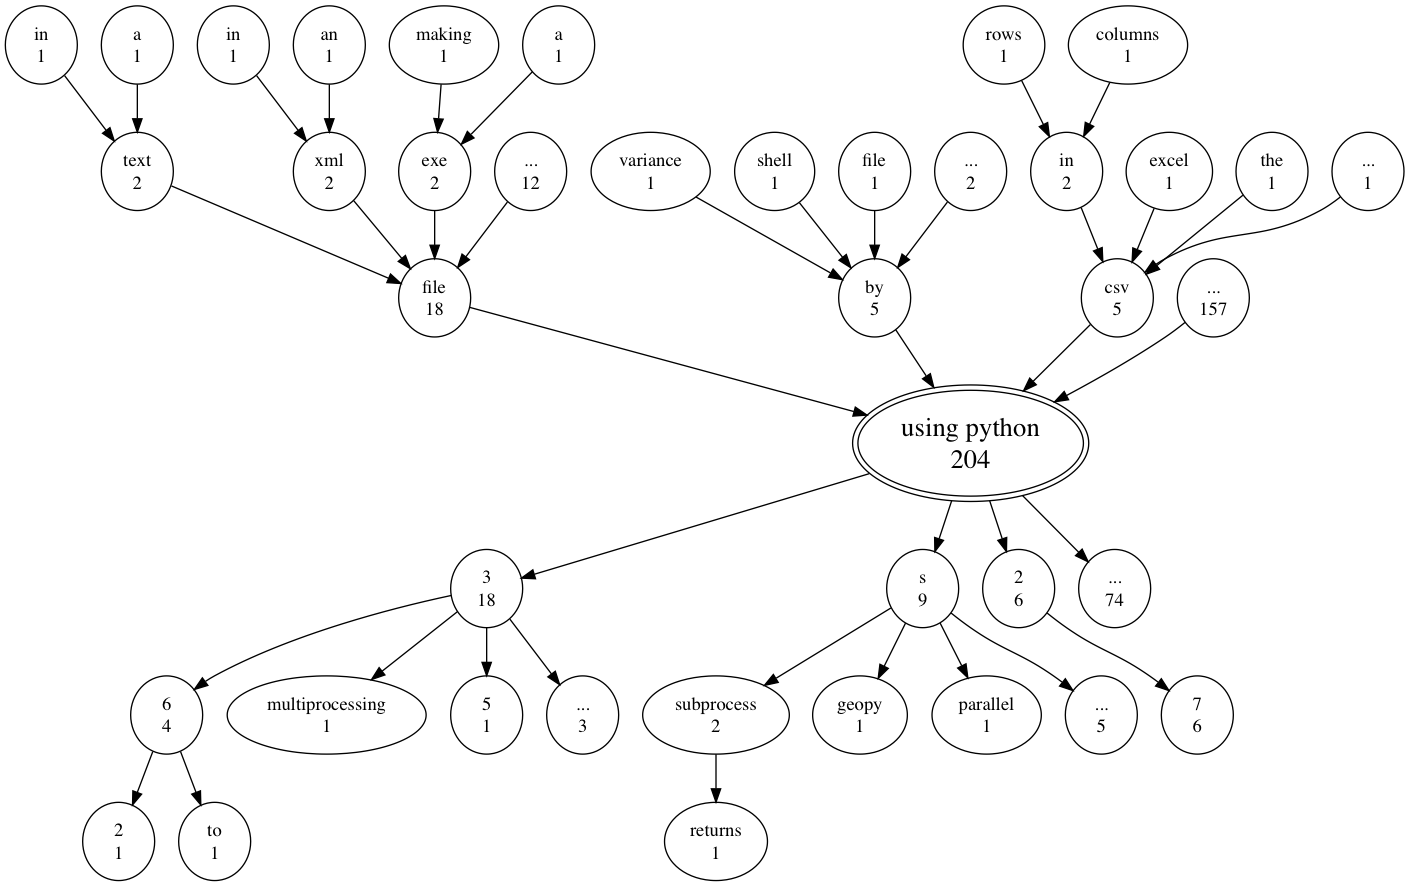 in
1
a
1
in
1
an
1
making
1
a
1
rows
1
columns
1
text
2
xml
2
exe
2
...
12
variance
1
shell
1
file
1
...
2
in
2
excel
1
the
1
...
1
file
18
by
5
csv
5
...
157
using python
204
3
18
s
9
2
6
...
74
6
4
multiprocessing
1
5
1
...
3
subprocess
2
geopy
1
parallel
1
...
5
7
6
2
1
to
1
returns
1